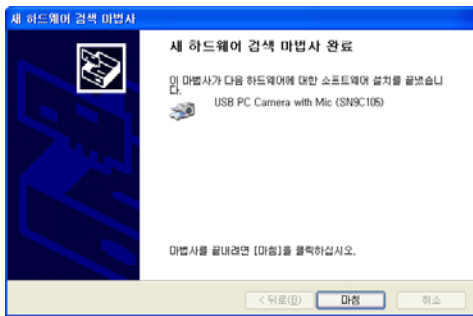 새 하드웨어 검색 마법사
새 하드웨어 검색 마법사 완료
이 마법사가 다음 하드웨어에 대한 소프트웨어 설치를 끝냈습니
다.
USB PC Camera with Mic (SN9C105)
마법사를 끝내려면 [마침]을 클릭하십시오.
< 뒤로(B) 마침 취소